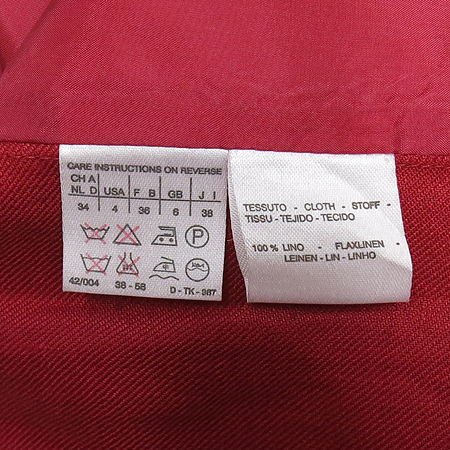 CARE INSTRUCTIONS ON REVERSE
CH A
NL D USA F B GB J I
34 4 36 6 38
P
42/004 38 - 58 D - TK - 987
TESSUTO - CLOTH - STOFF -
TISSU - TEJIDO - TECIDO
100 % LINO - FLAXLINEN -
LEINEN - LIN - LINHO